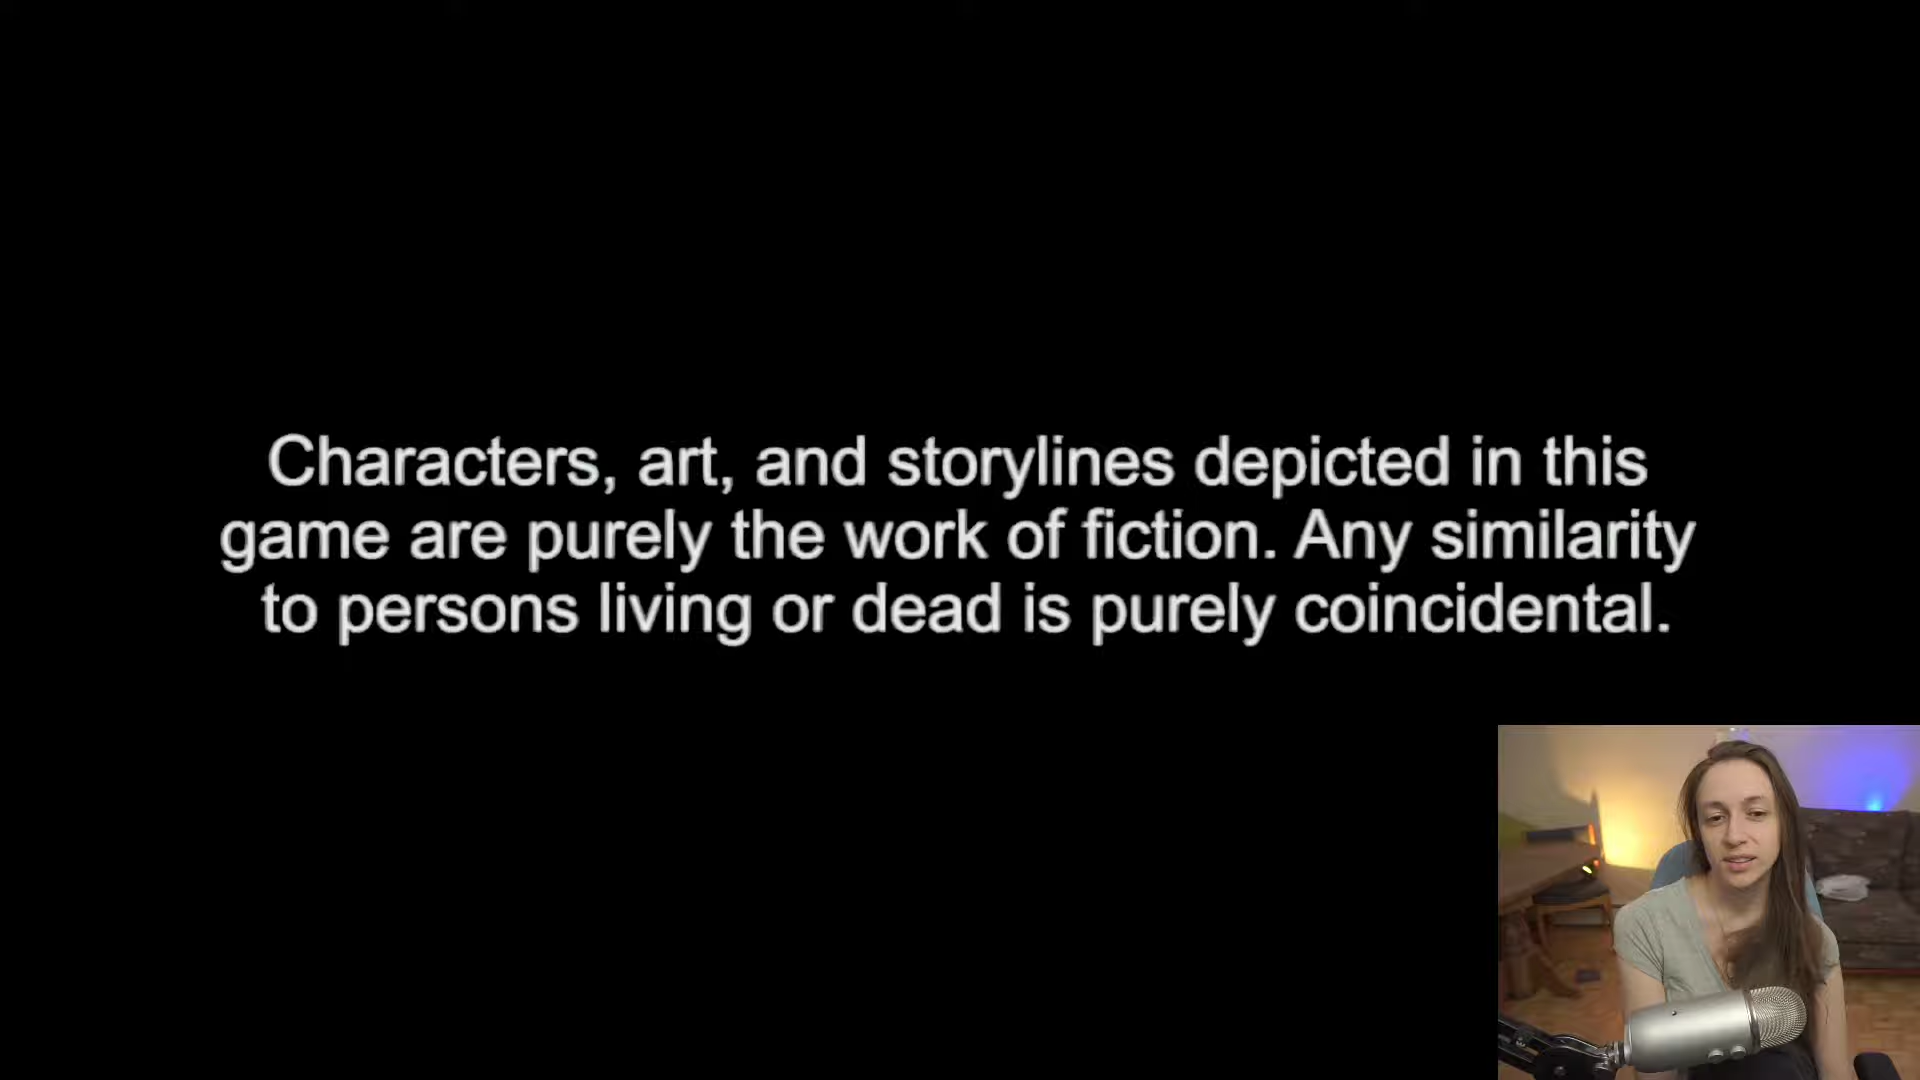 Characters, art, and storylines depicted in this
game are purely the work of fiction. Any similarity
to persons living or dead is purely coincidental.